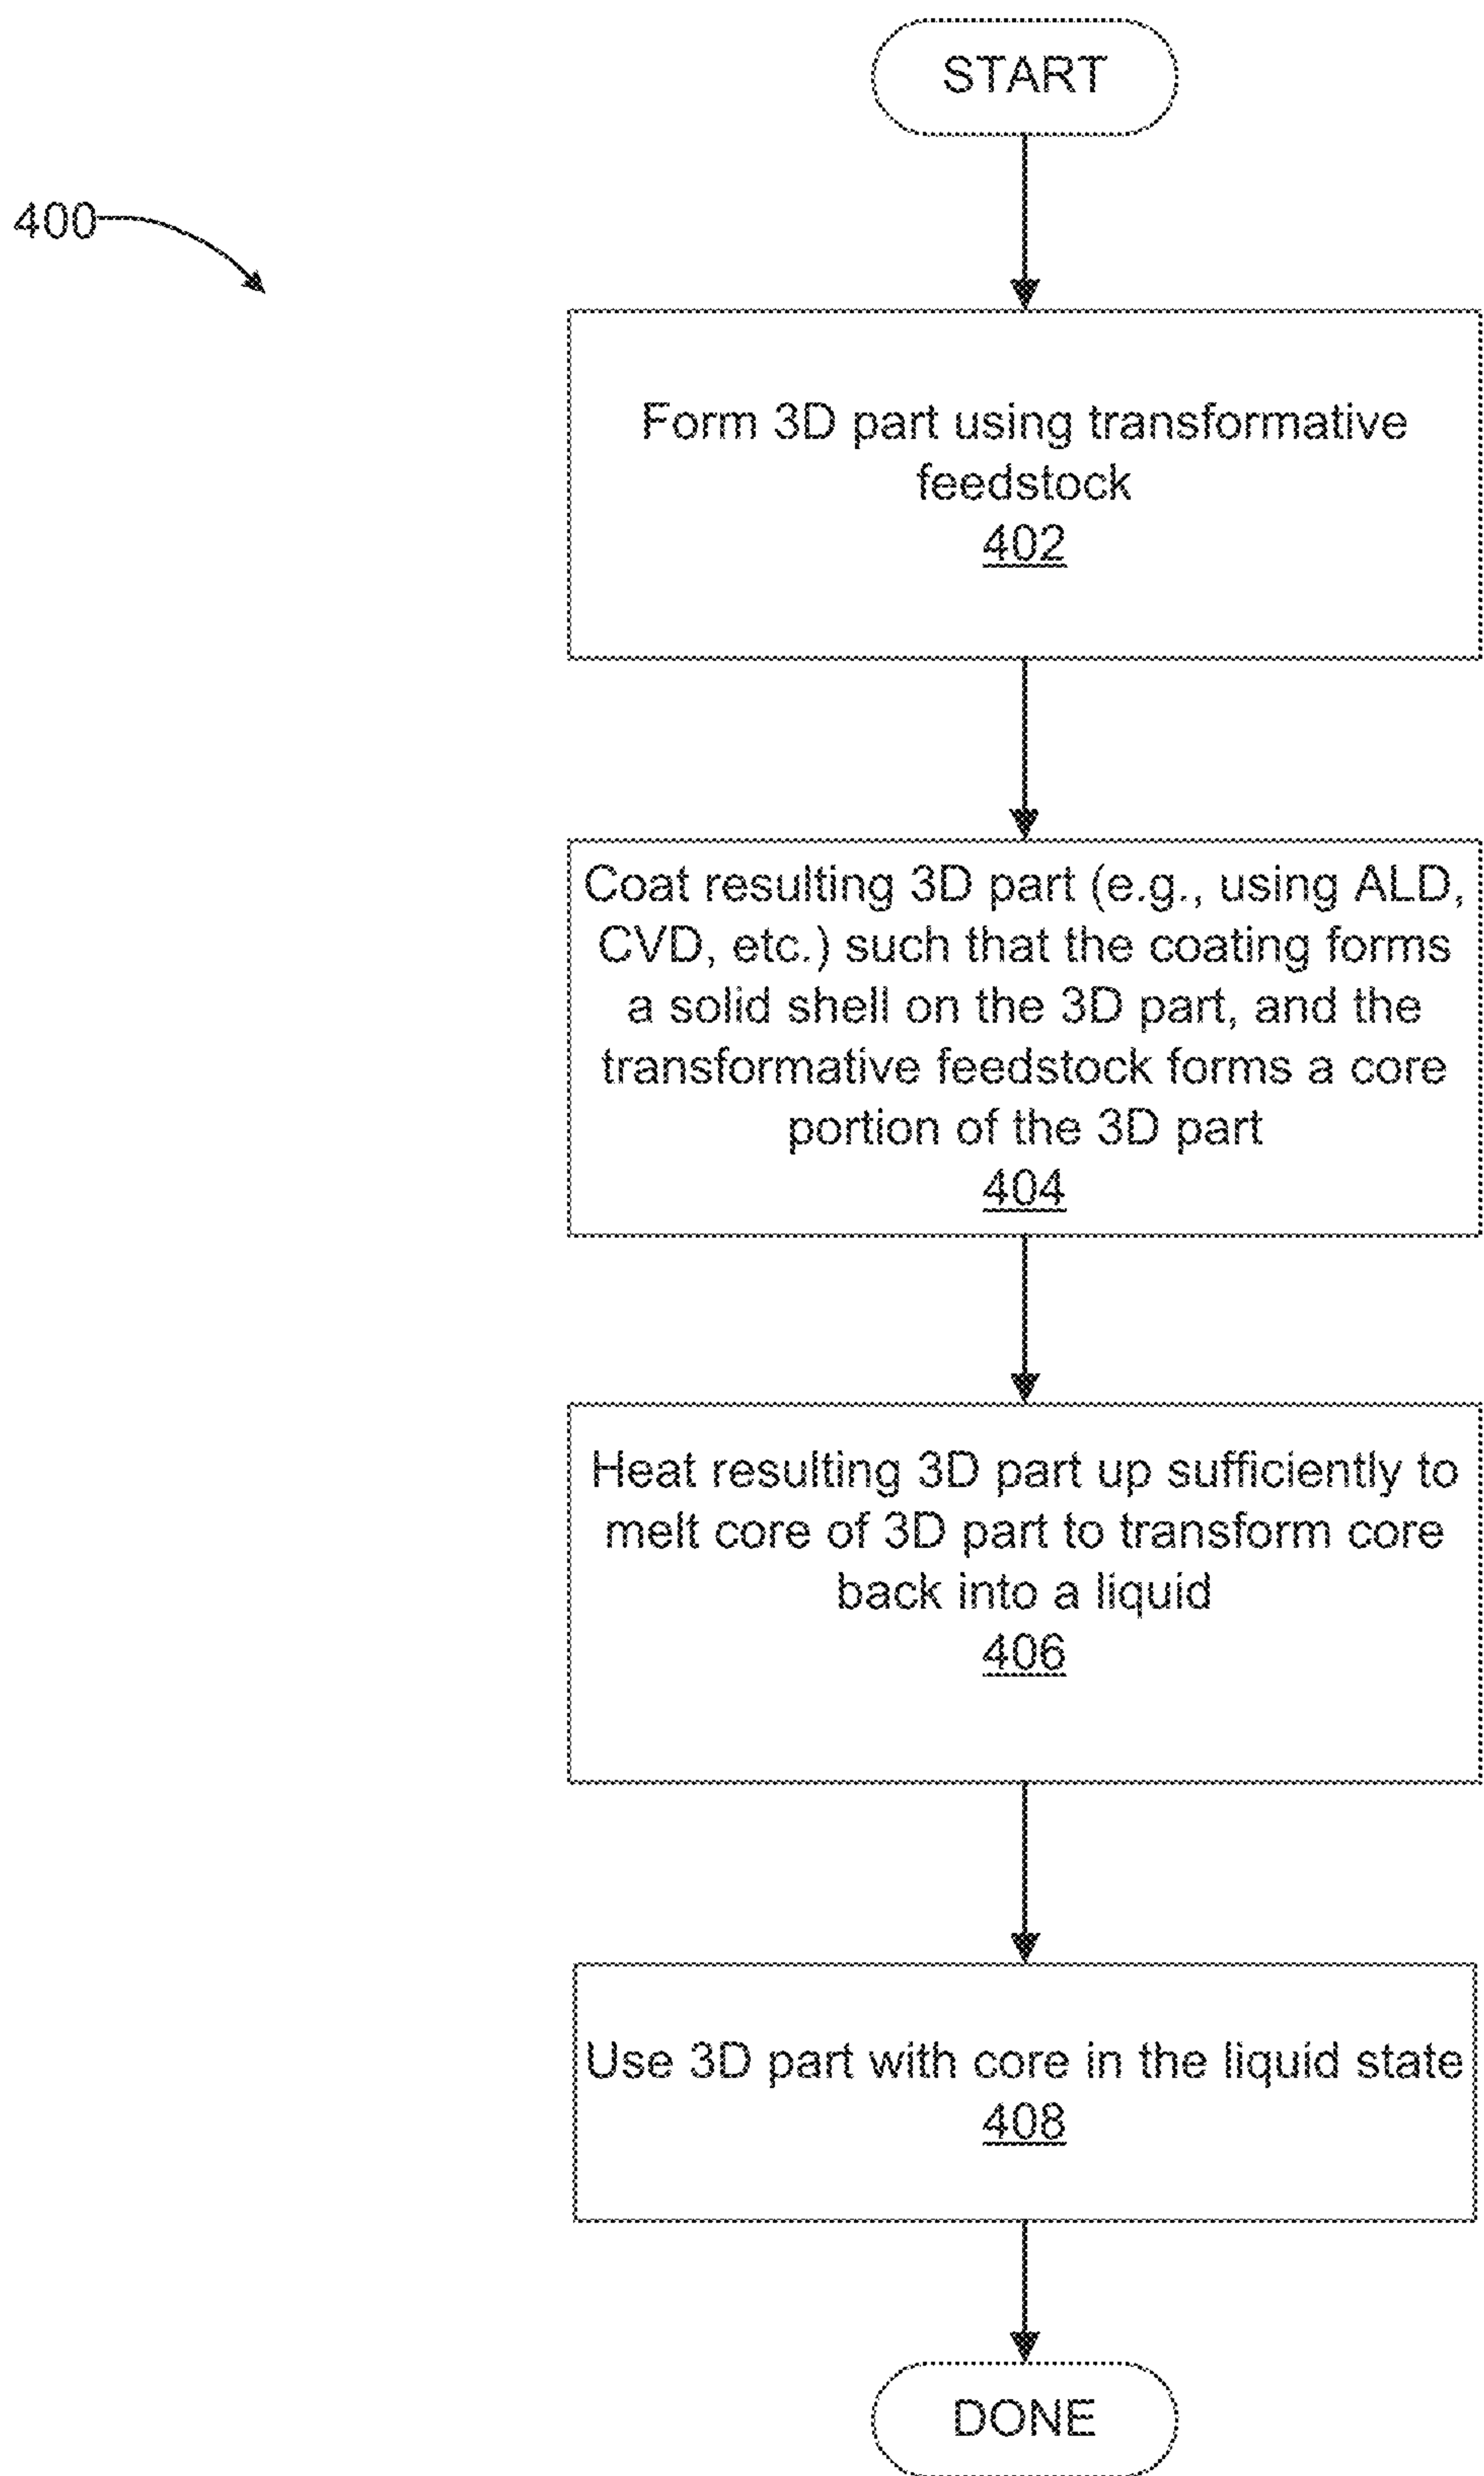 START
400
Form 3D part using transformative
feedstock
402
Coat resulting 3D part (e.g., using ALD,
CVD, etc.) such that the coating forms
a solid shell on the 3D part, and the
transformative feedstock forms a core
portion of the 3D part
404
Heat resulting 3D part up sufficiently to
melt core of 3D part to transform core
back into a liquid
406
Use 3D part with core in the liquid state
408
DONE